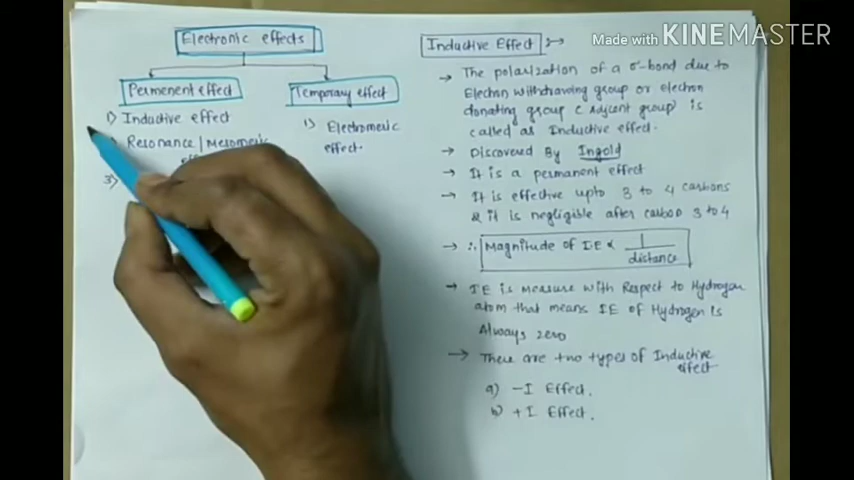 Electronic effects
Permenent effect
Temporary effect
1) Inductive effect
Resonance | Mesomeric
3)
1) Electromeric
effect.
Inductive Effect :→
→ The polarization of a σ-bond due to
Electron withdrawing group or electron
donating group ( Adjcent group) is
called as Inductive effect.
→ Discovered By Ingold
→ It is a permanent effect
→ It is effective upto 3 to 4 carbons
& it is negligible after carbon 3 to 4
→ ∴ Magnitude of IE ∝ 1 / distance
→ IE is measure with Respect to Hydrogen
atom that means IE of Hydrogen is
Always zero
→ There are two types of Inductive
effect
a) -I Effect.
b) +I Effect.
Made with KINEMASTER